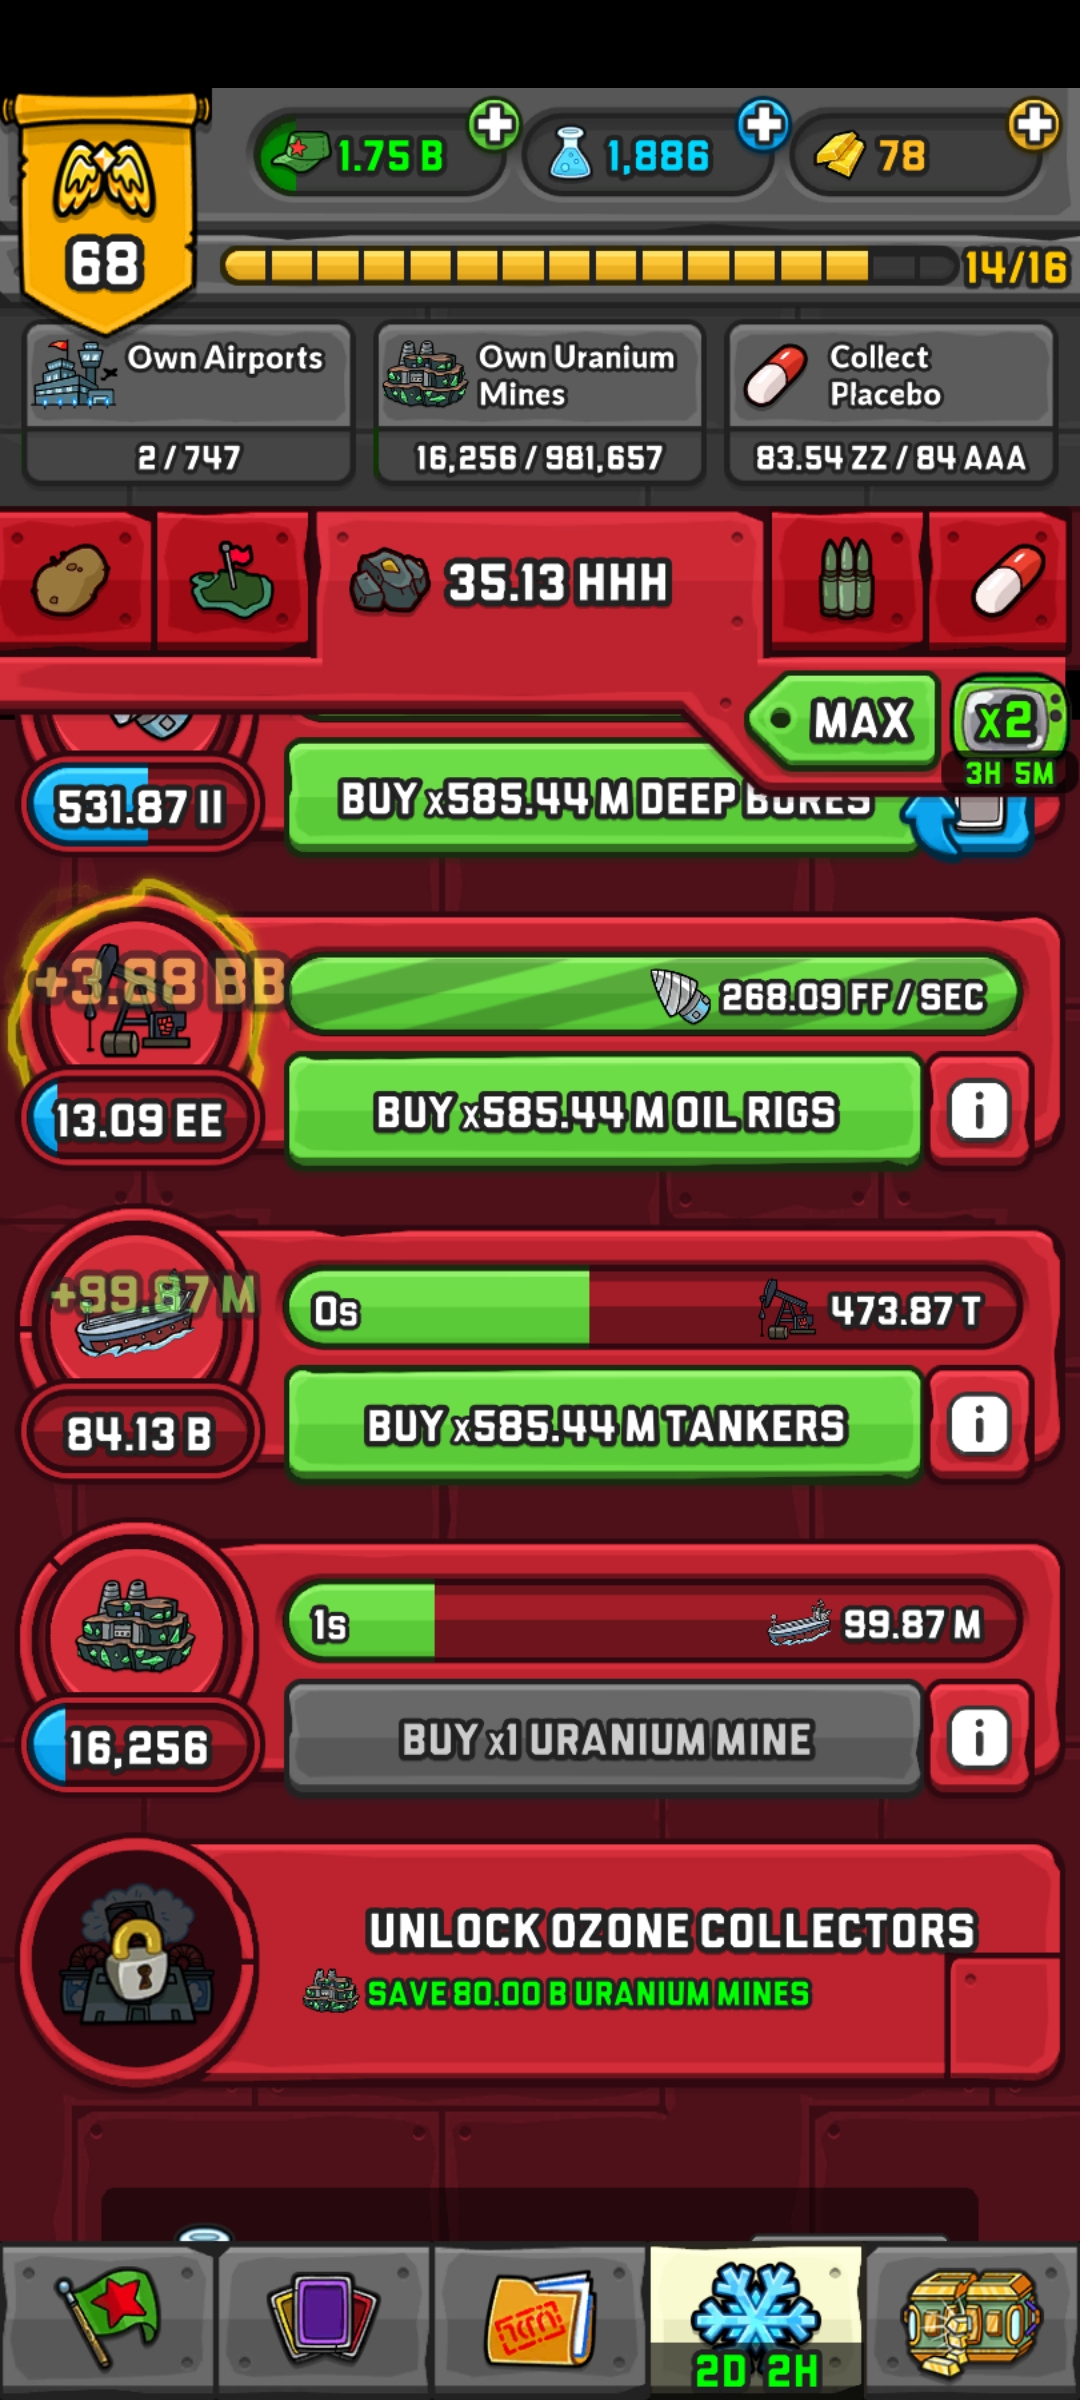 1.75 B
1,886
78
68
14/16
Own Airports
2 / 747
Own Uranium
Mines
16,256 / 981,657
Collect
Placebo
83.54 ZZ / 84 AAA
35.13 HHH
MAX
x2
3H 5M
531.87 II
BUY x585.44 M DEEP BORES
+3.88 BB
268.09 FF / SEC
13.09 EE
BUY x585.44 M OIL RIGS
+99.87 M
0s
473.87 T
84.13 B
BUY x585.44 M TANKERS
1s
99.87 M
16,256
BUY x1 URANIUM MINE
UNLOCK OZONE COLLECTORS
SAVE 80.00 B URANIUM MINES
2D 2H